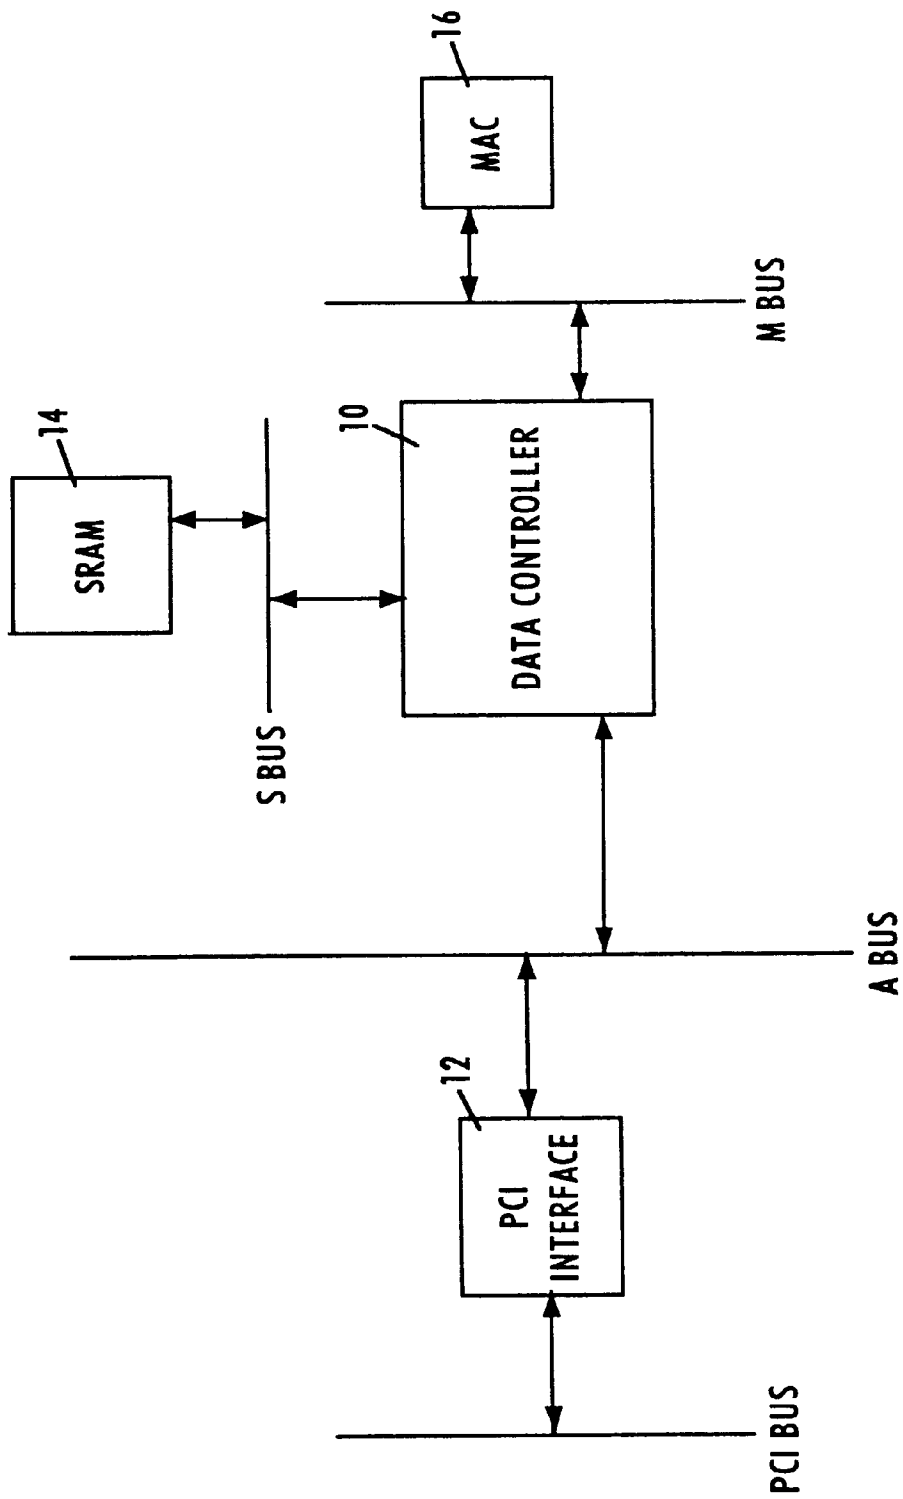 14
SRAM
S BUS
10
DATA CONTROLLER
16
MAC
M BUS
12
PCI
INTERFACE
A BUS
PCI BUS